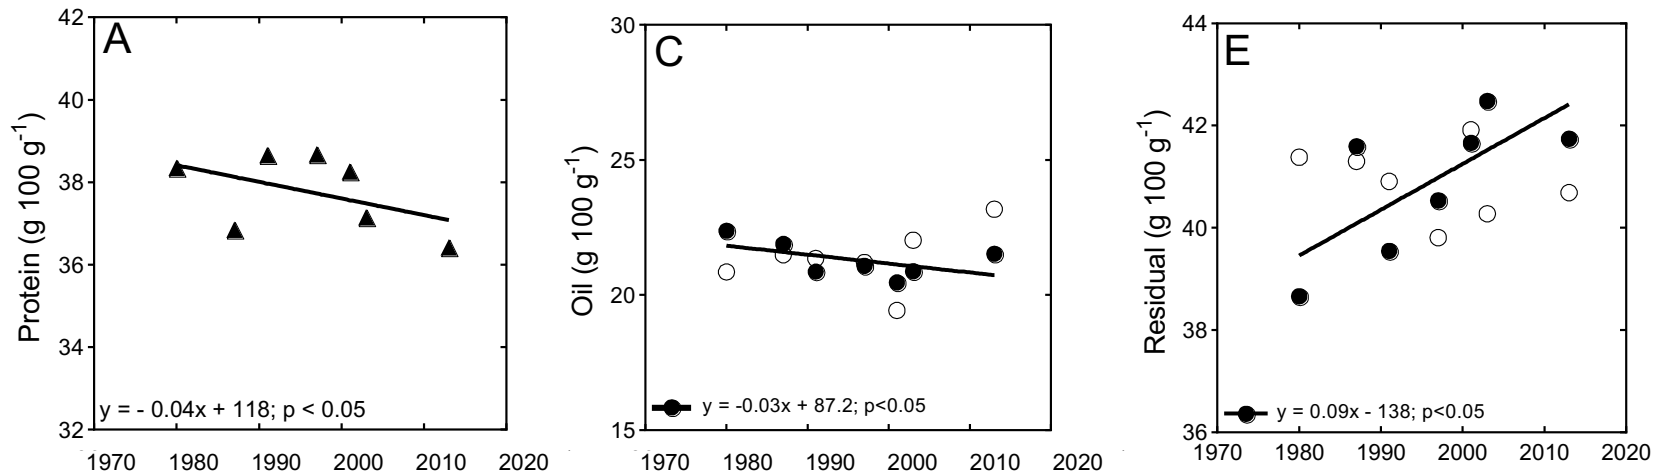 A
Protein (g 100 g⁻¹)
42
40
38
36
34
32
y = - 0.04x + 118; p < 0.05
1970 1980 1990 2000 2010 2020
C
Oil (g 100 g⁻¹)
30
25
20
15
y = -0.03x + 87.2; p<0.05
1970 1980 1990 2000 2010 2020
E
Residual (g 100 g⁻¹)
44
42
40
38
36
y = 0.09x - 138; p<0.05
1970 1980 1990 2000 2010 2020